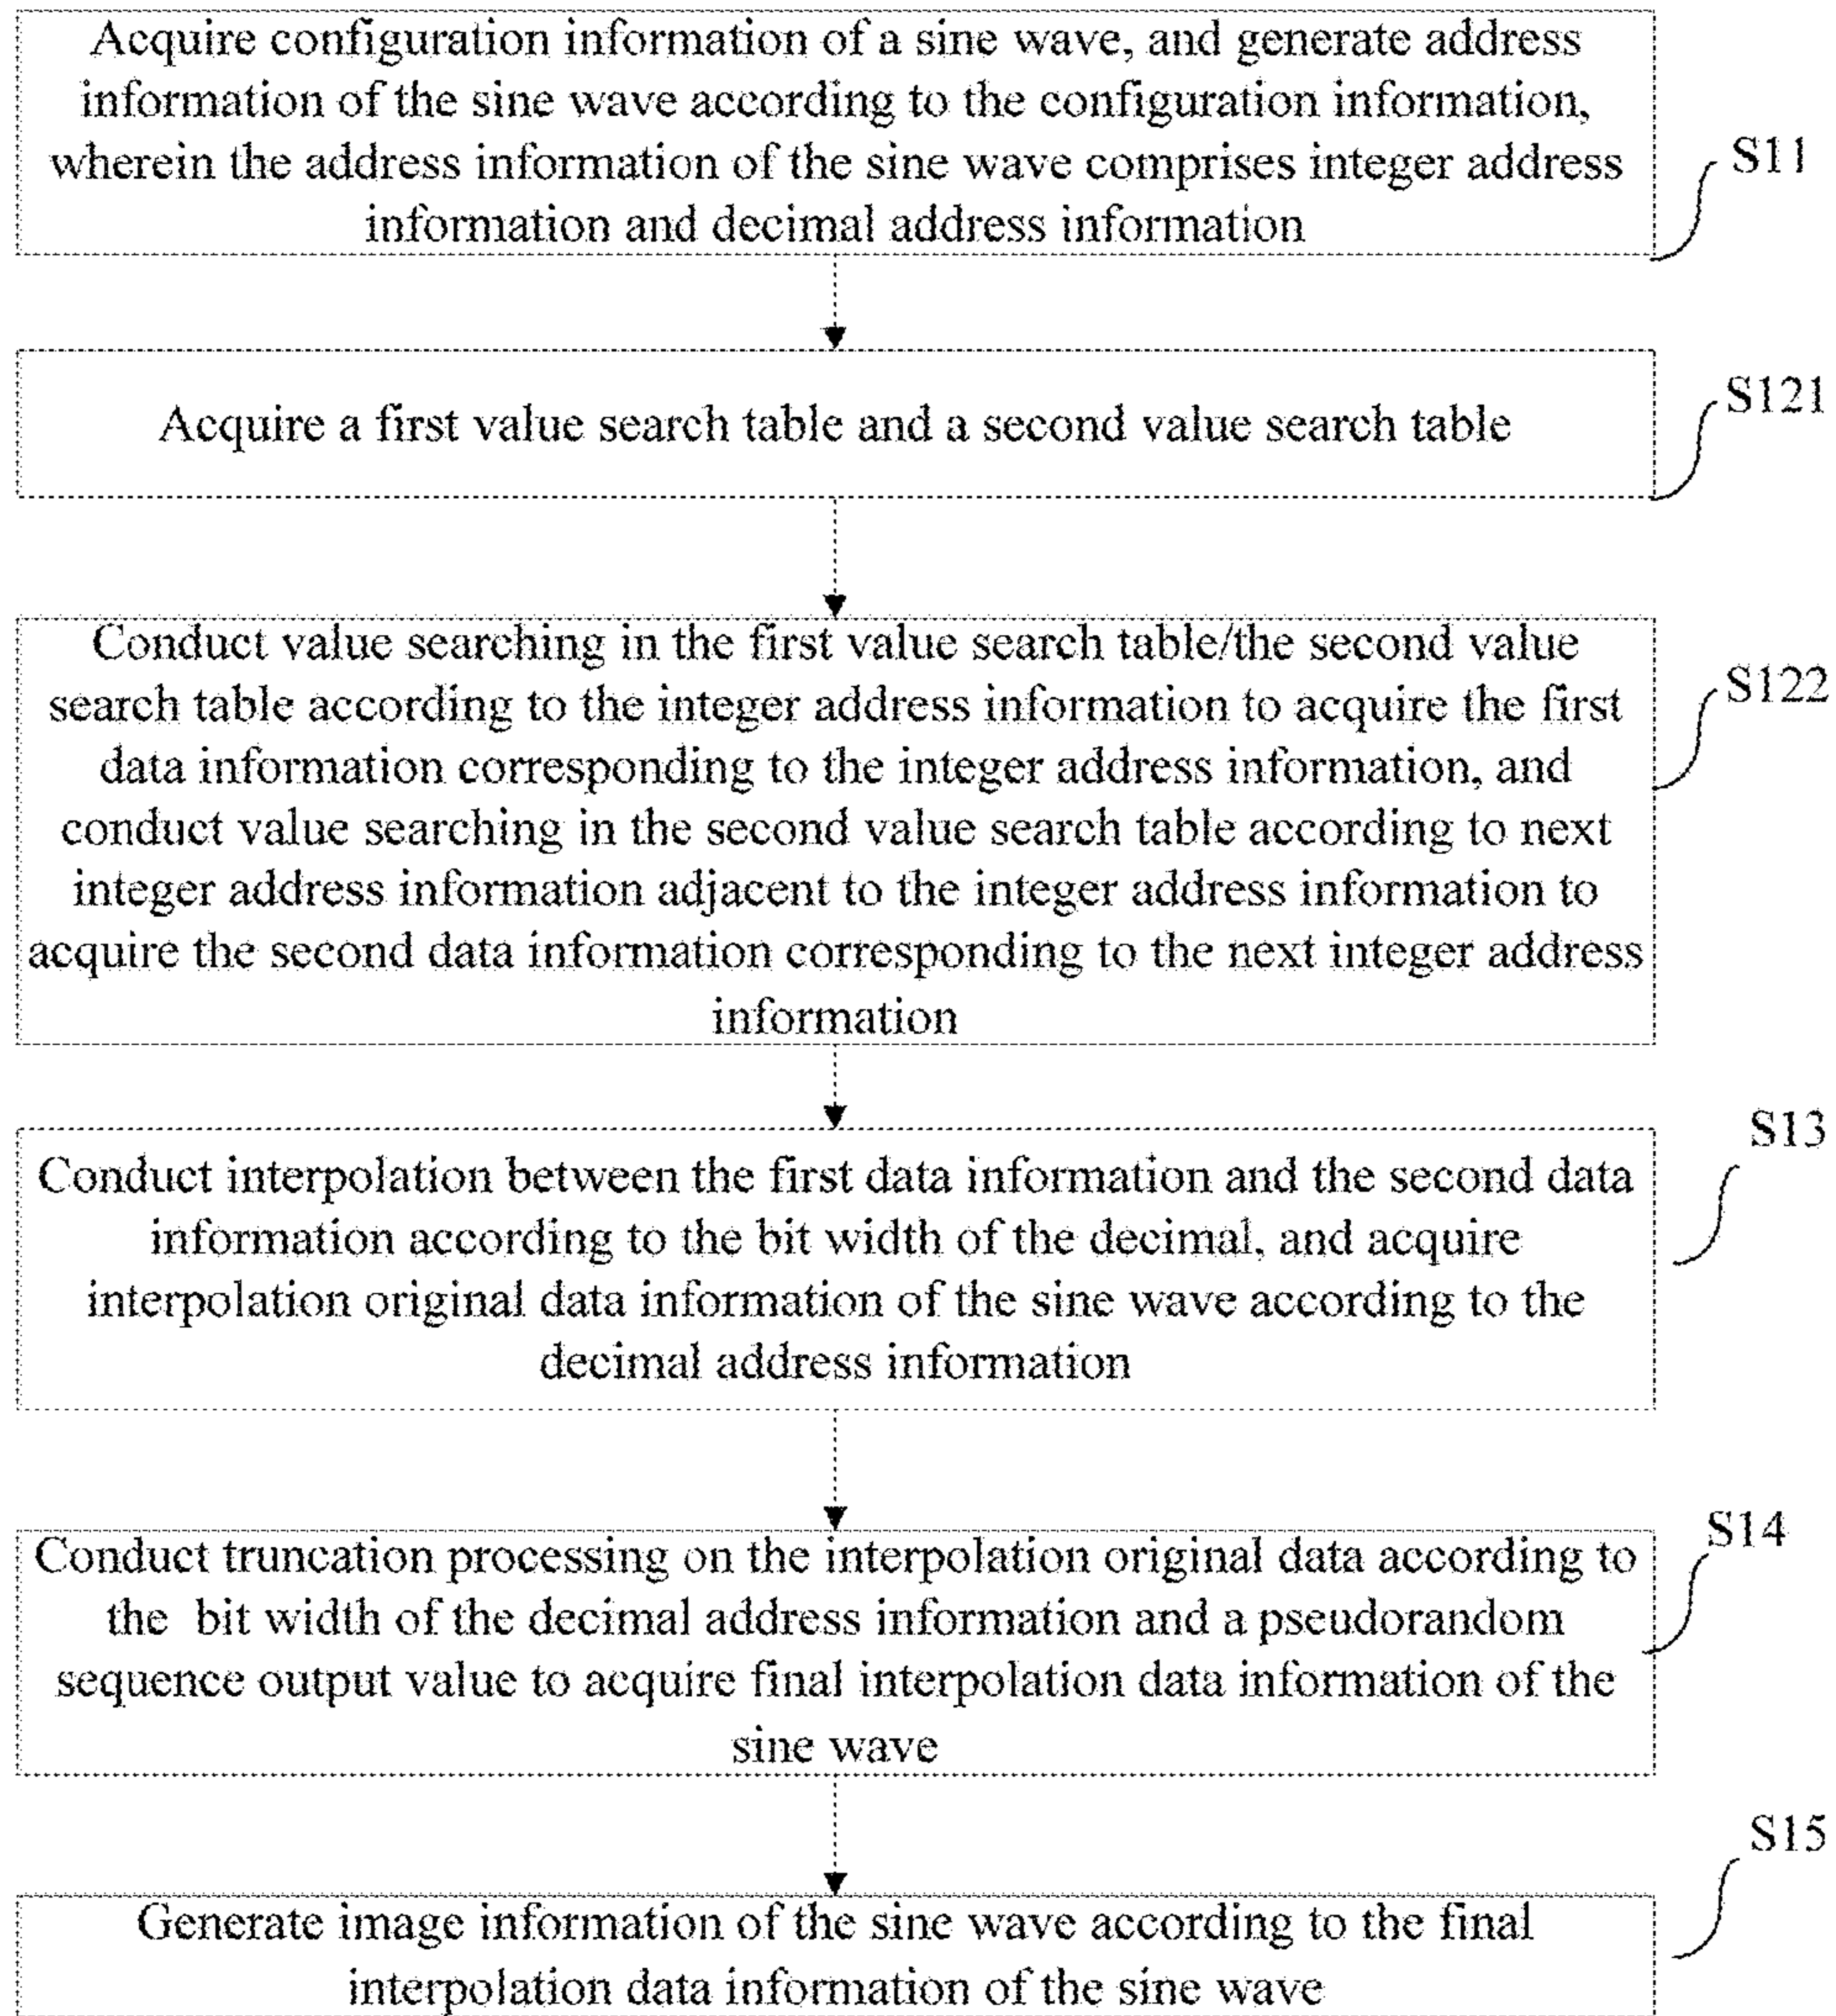 Acquire configuration information of a sine wave, and generate address
information of the sine wave according to the configuration information,
wherein the address information of the sine wave comprises integer address
information and decimal address information
S11
Acquire a first value search table and a second value search table
S121
Conduct value searching in the first value search table/the second value
search table according to the integer address information to acquire the first
data information corresponding to the integer address information, and
conduct value searching in the second value search table according to next
integer address information adjacent to the integer address information to
acquire the second data information corresponding to the next integer address
information
S122
Conduct interpolation between the first data information and the second data
information according to the bit width of the decimal, and acquire
interpolation original data information of the sine wave according to the
decimal address information
S13
Conduct truncation processing on the interpolation original data according to
the bit width of the decimal address information and a pseudorandom
sequence output value to acquire final interpolation data information of the
sine wave
S14
Generate image information of the sine wave according to the final
interpolation data information of the sine wave
S15